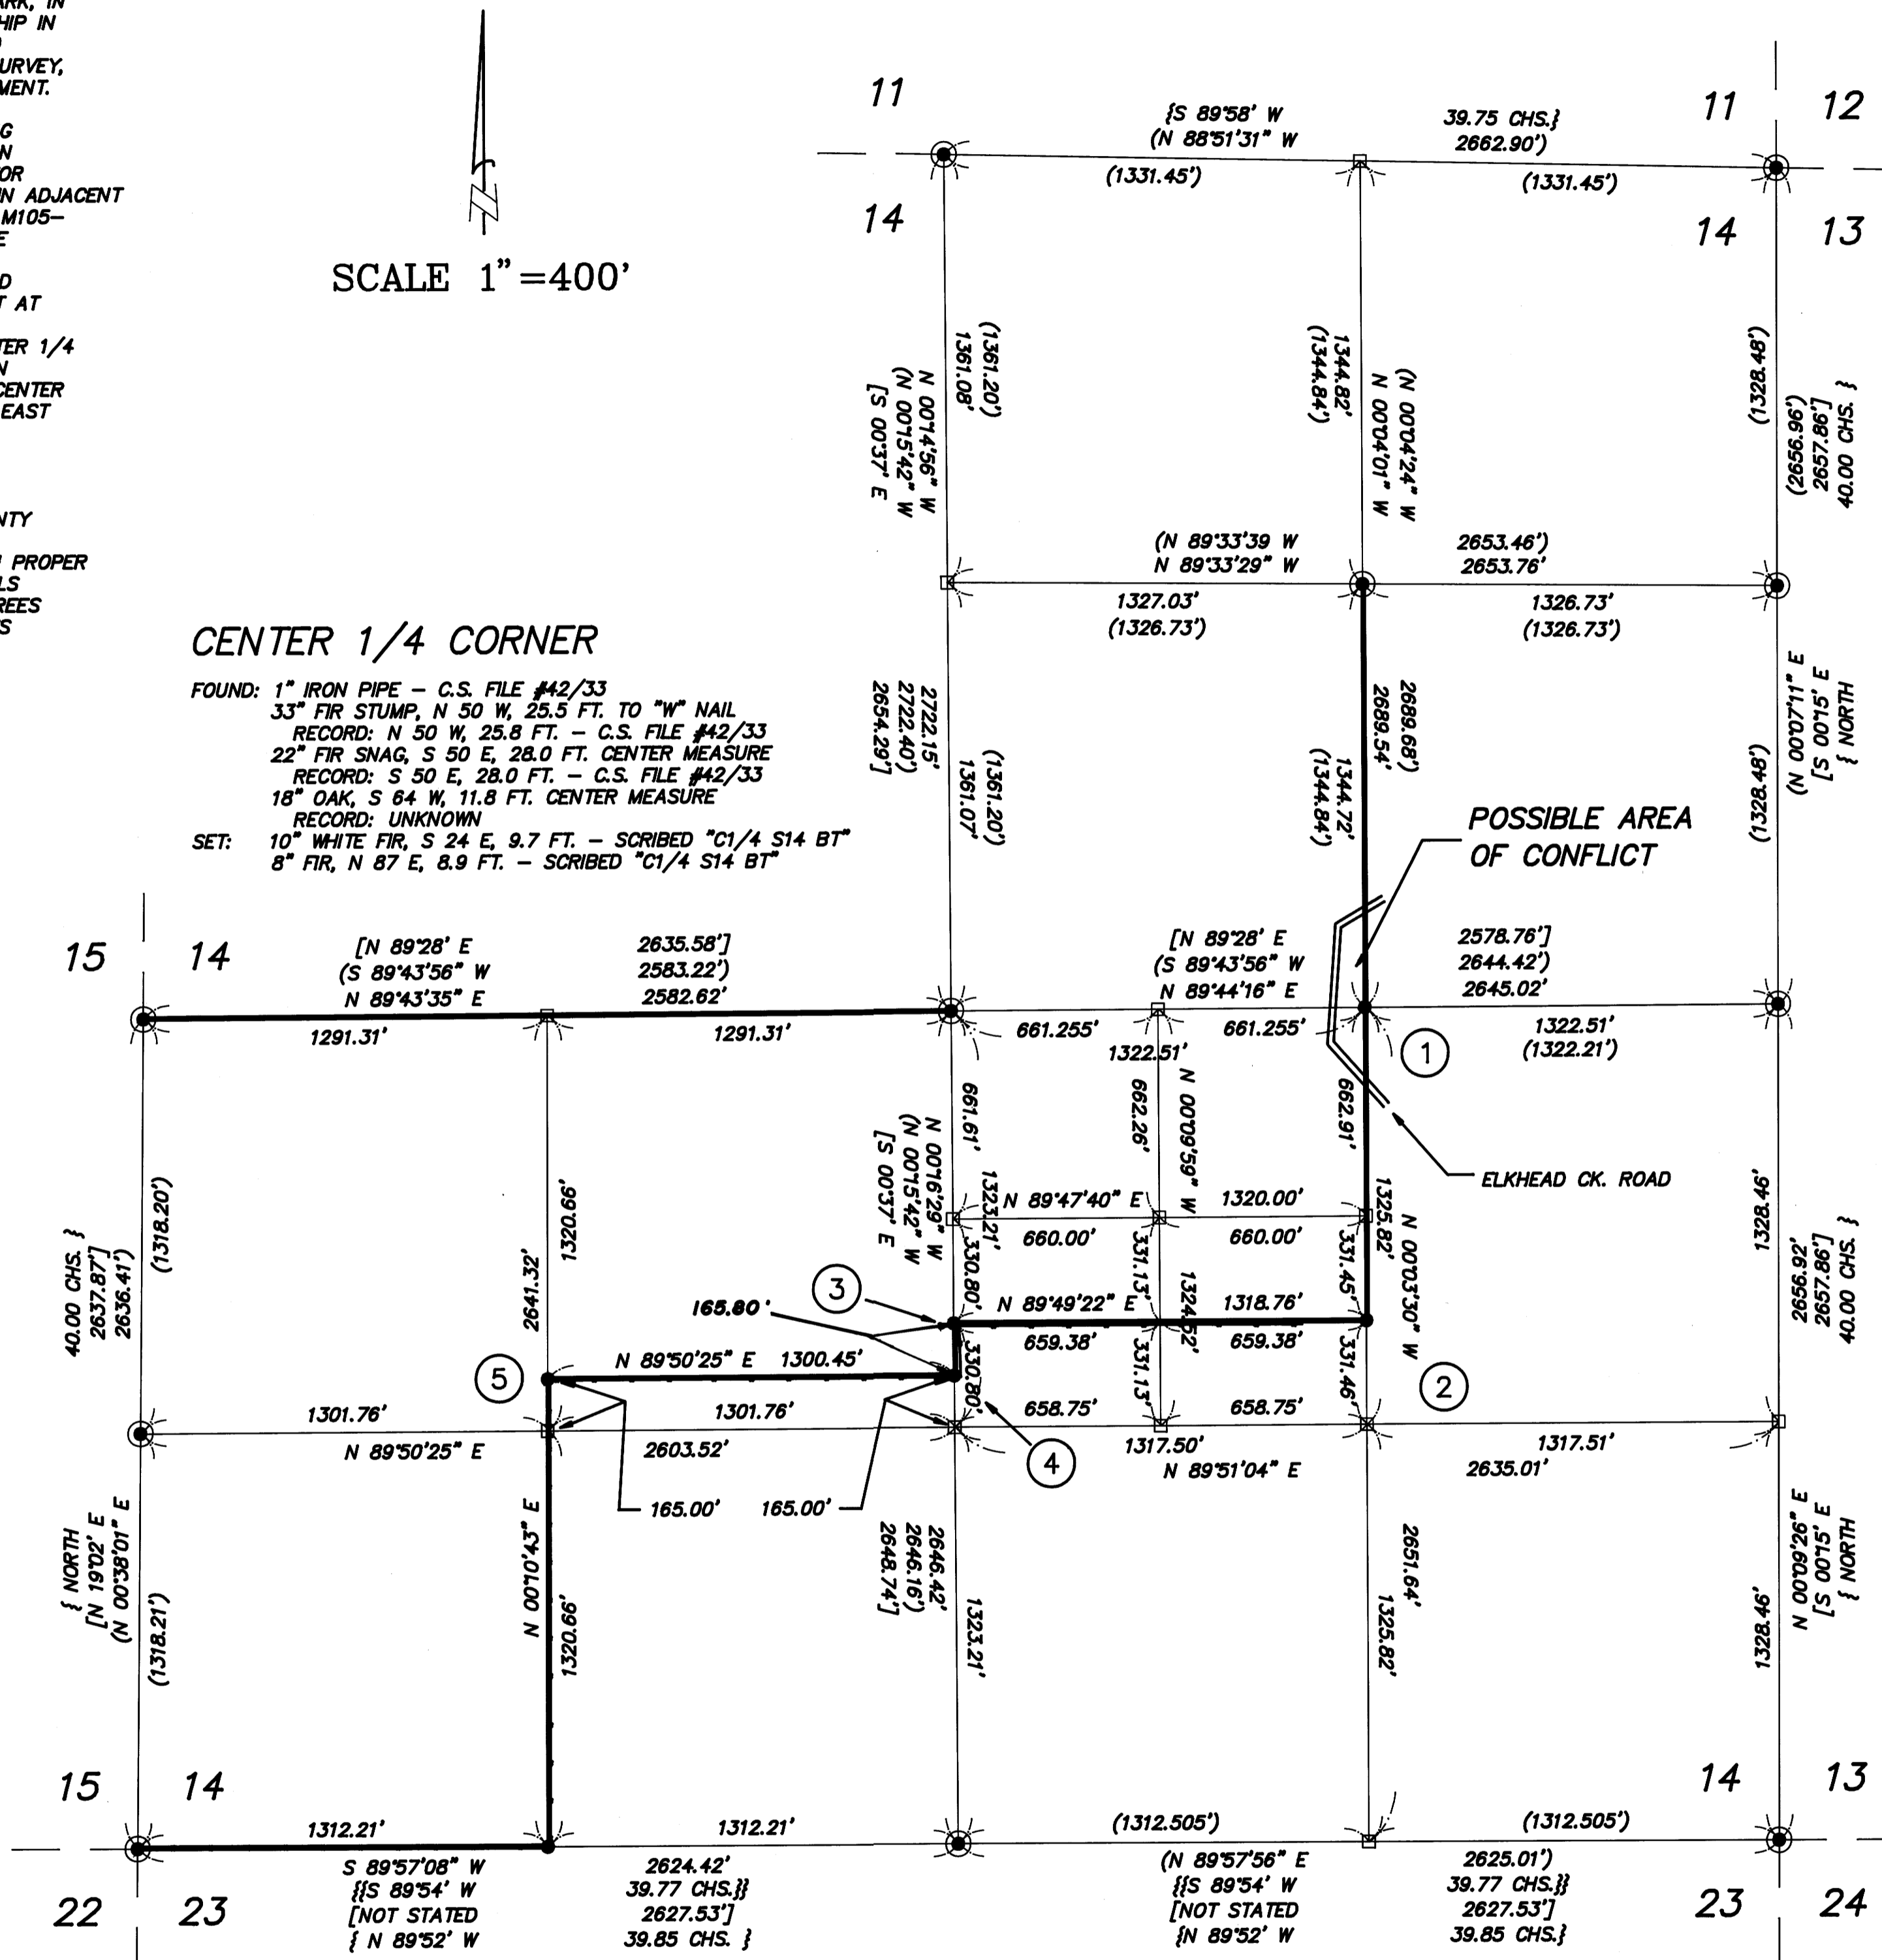 ARK, IN
HIP IN
URVEY,
MENT.
G
N
OR
IN ADJACENT
M105-
E
D
T AT
TER 1/4
N
CENTER
EAST
NTY
PROPER
LS
REES
TS
SCALE 1"=400'
11
{S 89°58' W 39.75 CHS.}
(N 88°51'31" W 2662.90')
11
12
(1331.45')
(1331.45')
14
14
13
(1361.20')
1361.08'
N 00°14'56" W
(N 00°15'42" W
[S 00°37' E
1344.82'
(1344.84')
(N 00°04'24" W
N 00°04'01" W
(1328.48')
(2656.96')
2657.86']
40.00 CHS. }
(N 89°33'39 W 2653.46')
N 89°33'29" W 2653.76'
1327.03'
(1326.73')
1326.73'
(1326.73')
CENTER 1/4 CORNER
FOUND: 1" IRON PIPE – C.S. FILE #42/33
33" FIR STUMP, N 50 W, 25.5 FT. TO "W" NAIL
RECORD: N 50 W, 25.8 FT. – C.S. FILE #42/33
22" FIR SNAG, S 50 E, 28.0 FT. CENTER MEASURE
RECORD: S 50 E, 28.0 FT. – C.S. FILE #42/33
18" OAK, S 64 W, 11.8 FT. CENTER MEASURE
RECORD: UNKNOWN
SET: 10" WHITE FIR, S 24 E, 9.7 FT. – SCRIBED "C1/4 S14 BT"
8" FIR, N 87 E, 8.9 FT. – SCRIBED "C1/4 S14 BT"
2722.15'
2722.40')
2654.29']
(1361.20')
1361.07'
2689.68')
2689.54'
1344.72'
(1344.84')
(1328.48')
(N 00°07'11" E
[S 00°15' E
{ NORTH
POSSIBLE AREA
OF CONFLICT
15
14
[N 89°28' E 2635.58']
(S 89°43'56" W 2583.22')
N 89°43'35" E 2582.62'
[N 89°28' E 2578.76']
(S 89°43'56" W 2644.42')
N 89°44'16" E 2645.02'
1291.31'
1291.31'
661.255'
661.255'
1322.51'
1322.51'
(1322.21')
1
661.61'
1323.21'
N 00°16'29" W
(N 00°15'42" W
[S 00°37' E
662.26'
N 00°09'59" W
662.91'
ELKHEAD CK. ROAD
(1318.20')
40.00 CHS. }
2637.87']
2636.41')
1320.66'
2641.32'
N 89°47'40" E 1320.00'
660.00'
660.00'
330.80'
331.13'
1324.52'
331.45'
1325.82'
N 00°03'30" W
1328.46'
2656.92'
2657.86']
40.00 CHS. }
3
165.80'
N 89°49'22" E 1318.76'
659.38'
659.38'
5
N 89°50'25" E 1300.45'
330.80'
331.13'
331.46'
2
1301.76'
1301.76'
658.75'
658.75'
N 89°50'25" E 2603.52'
1317.50'
N 89°51'04" E
1317.51'
2635.01'
4
165.00'
165.00'
{ NORTH
[N 19°02' E
(N 00°38'01" E
(1318.21')
N 00°10'43" E
1320.66'
2646.42'
2646.16')
2648.74']
1323.21'
2651.64'
1325.82'
1328.46'
N 00°09'26" E
[S 00°15' E
{ NORTH
15
14
14
13
1312.21'
1312.21'
(1312.505')
(1312.505')
S 89°57'08" W 2624.42'
{{S 89°54' W 39.77 CHS.}}
[NOT STATED 2627.53']
{ N 89°52' W 39.85 CHS. }
(N 89°57'56" E 2625.01')
{{S 89°54' W 39.77 CHS.}}
[NOT STATED 2627.53']
{N 89°52' W 39.85 CHS.}
22
23
23
24